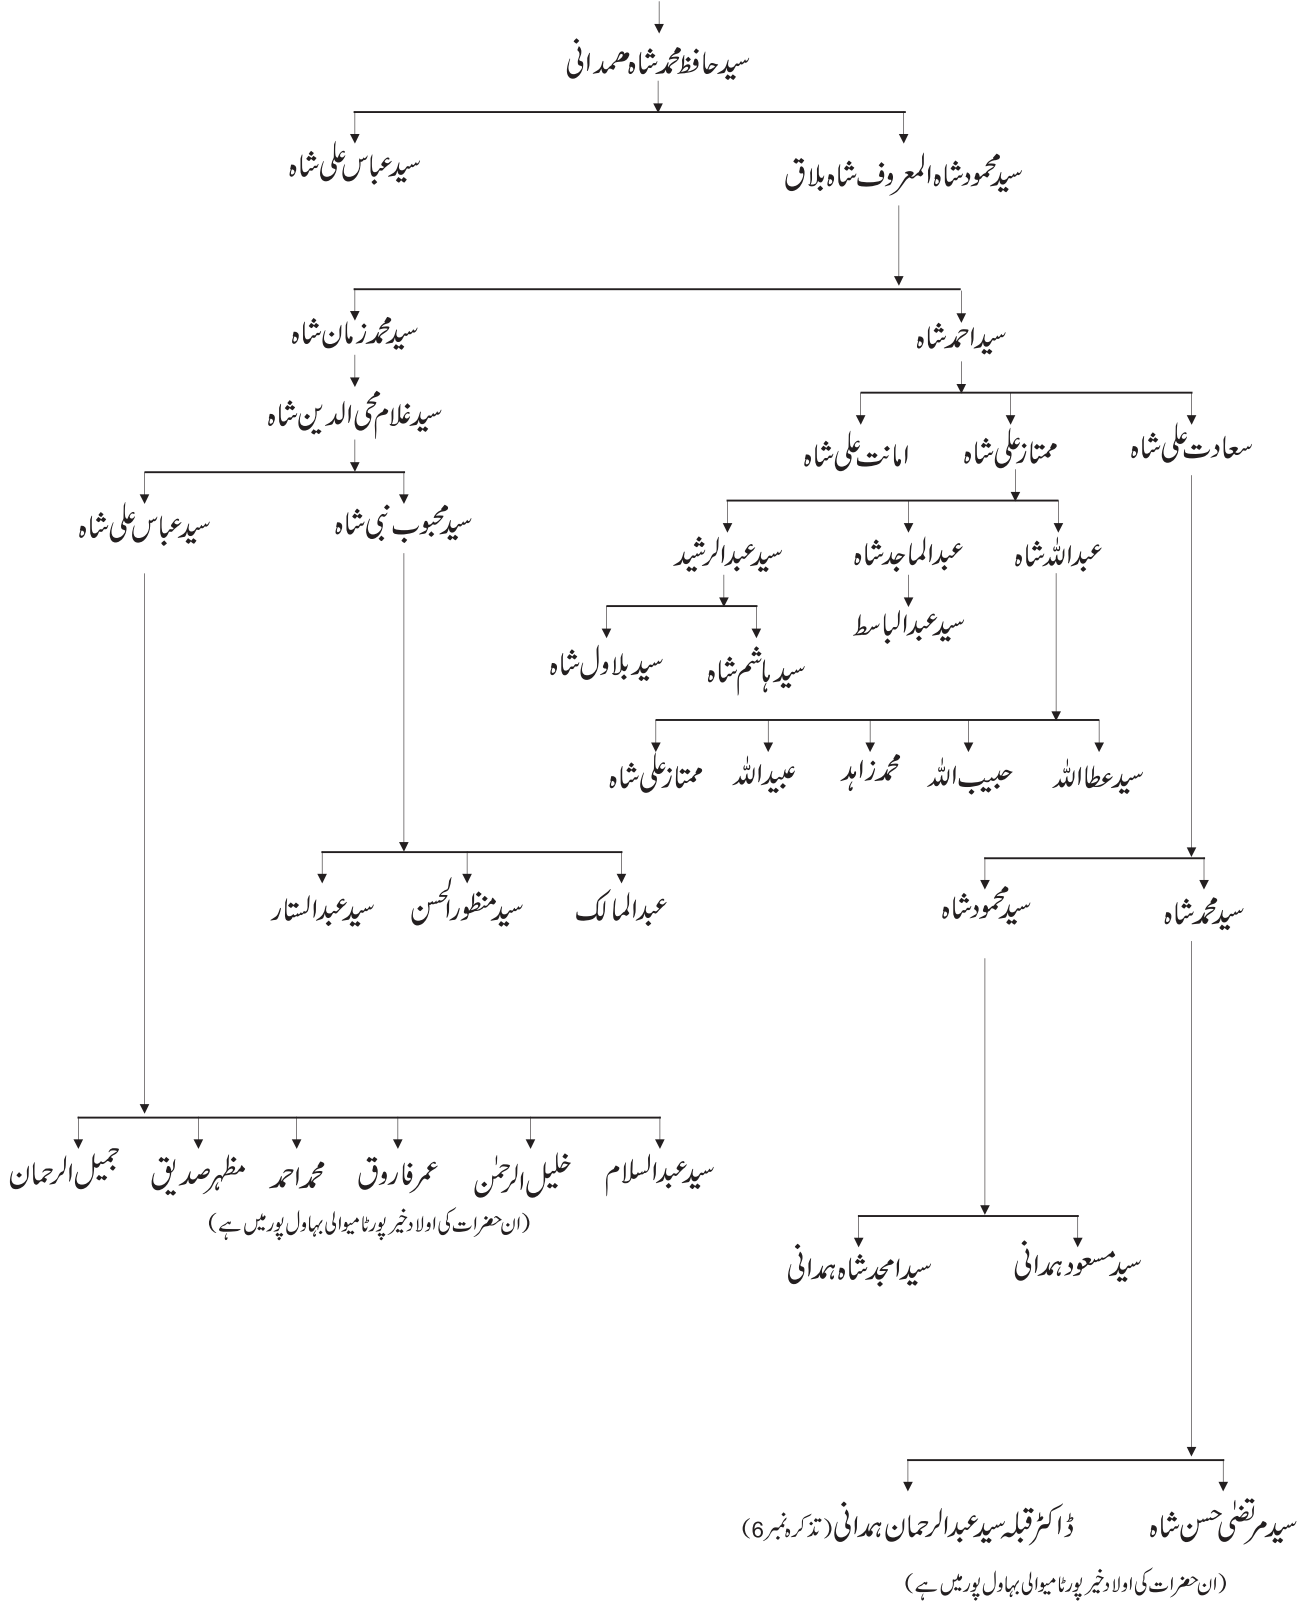 سید حافظ محمد شاہ ھمدانی
سید محمود شاہ المعروف شاہ بلاق
سید عباس علی شاہ
سید احمد شاہ
سید محمد زمان شاہ
سید غلام محی الدین شاہ
سعادت علی شاہ
ممتاز علی شاہ
امانت علی شاہ
سید محبوب نبی شاہ
سید عباس علی شاہ
عبداللہ شاہ
عبدالماجد شاہ
سید عبدالرشید
سید عبدالباسط
سید ہاشم شاہ
سید بلاول شاہ
سید عطااللہ
حبیب اللہ
محمد زاہد
عبیداللہ
ممتاز علی شاہ
سید محمد شاہ
سید محمود شاہ
عبدالمالک
سید منظور الحسن
سید عبدالستار
سید عبدالسلام
خلیل الرحمٰن
عمر فاروق
محمد احمد
مظہر صدیق
جمیل الرحمان
(ان حضرات کی اولاد خیر پور ٹامیوالی بہاول پور میں ہے)
سید مسعود ہمدانی
سید امجد شاہ ہمدانی
سید مرتضٰی حسن شاہ
ڈاکٹر قبلہ سید عبدالرحمان ہمدانی (تذکرہ نمبر 6)
(ان حضرات کی اولاد خیر پور ٹامیوالی بہاول پور میں ہے)